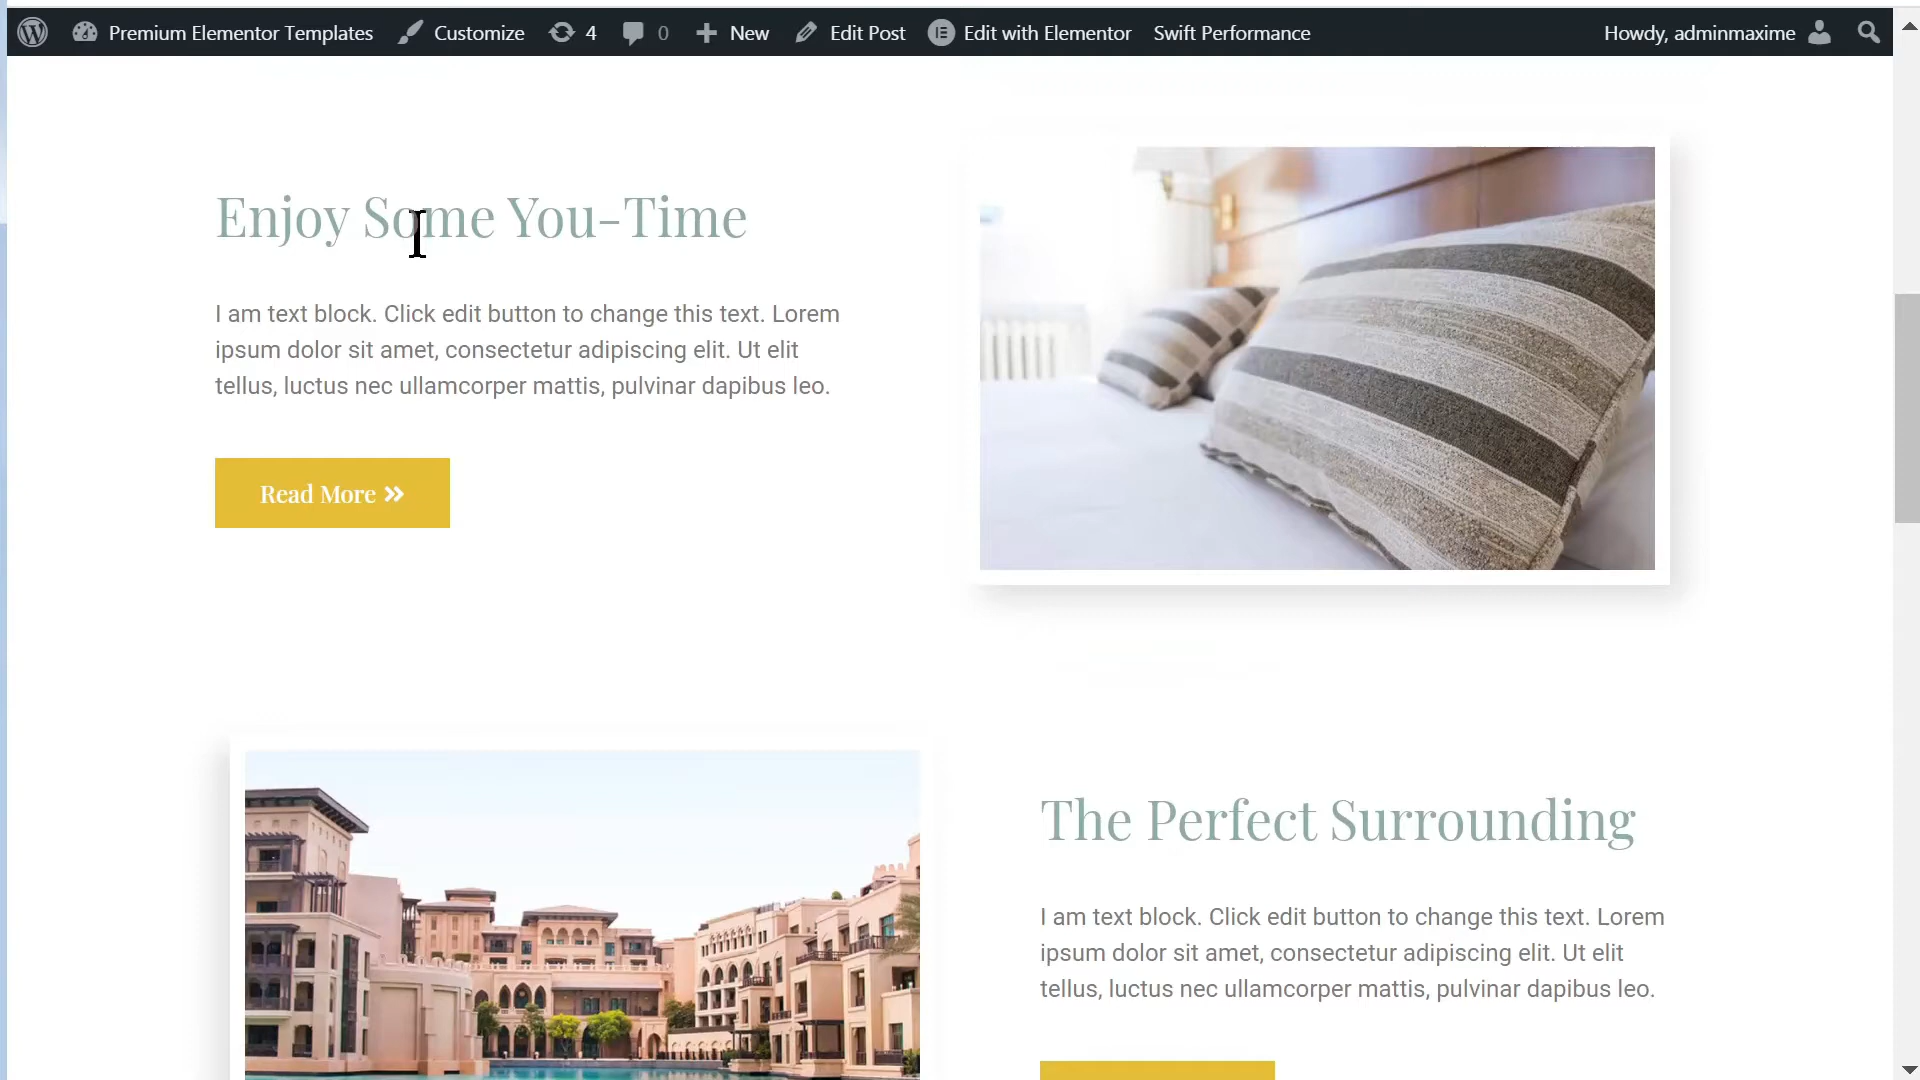 Premium Elementor Templates Customize 4 0 New Edit Post Edit with Elementor Swift Performance Howdy, adminmaxime
Enjoy Some You-Time
I am text block. Click edit button to change this text. Lorem
ipsum dolor sit amet, consectetur adipiscing elit. Ut elit
tellus, luctus nec ullamcorper mattis, pulvinar dapibus leo.
Read More »
The Perfect Surrounding
I am text block. Click edit button to change this text. Lorem
ipsum dolor sit amet, consectetur adipiscing elit. Ut elit
tellus, luctus nec ullamcorper mattis, pulvinar dapibus leo.